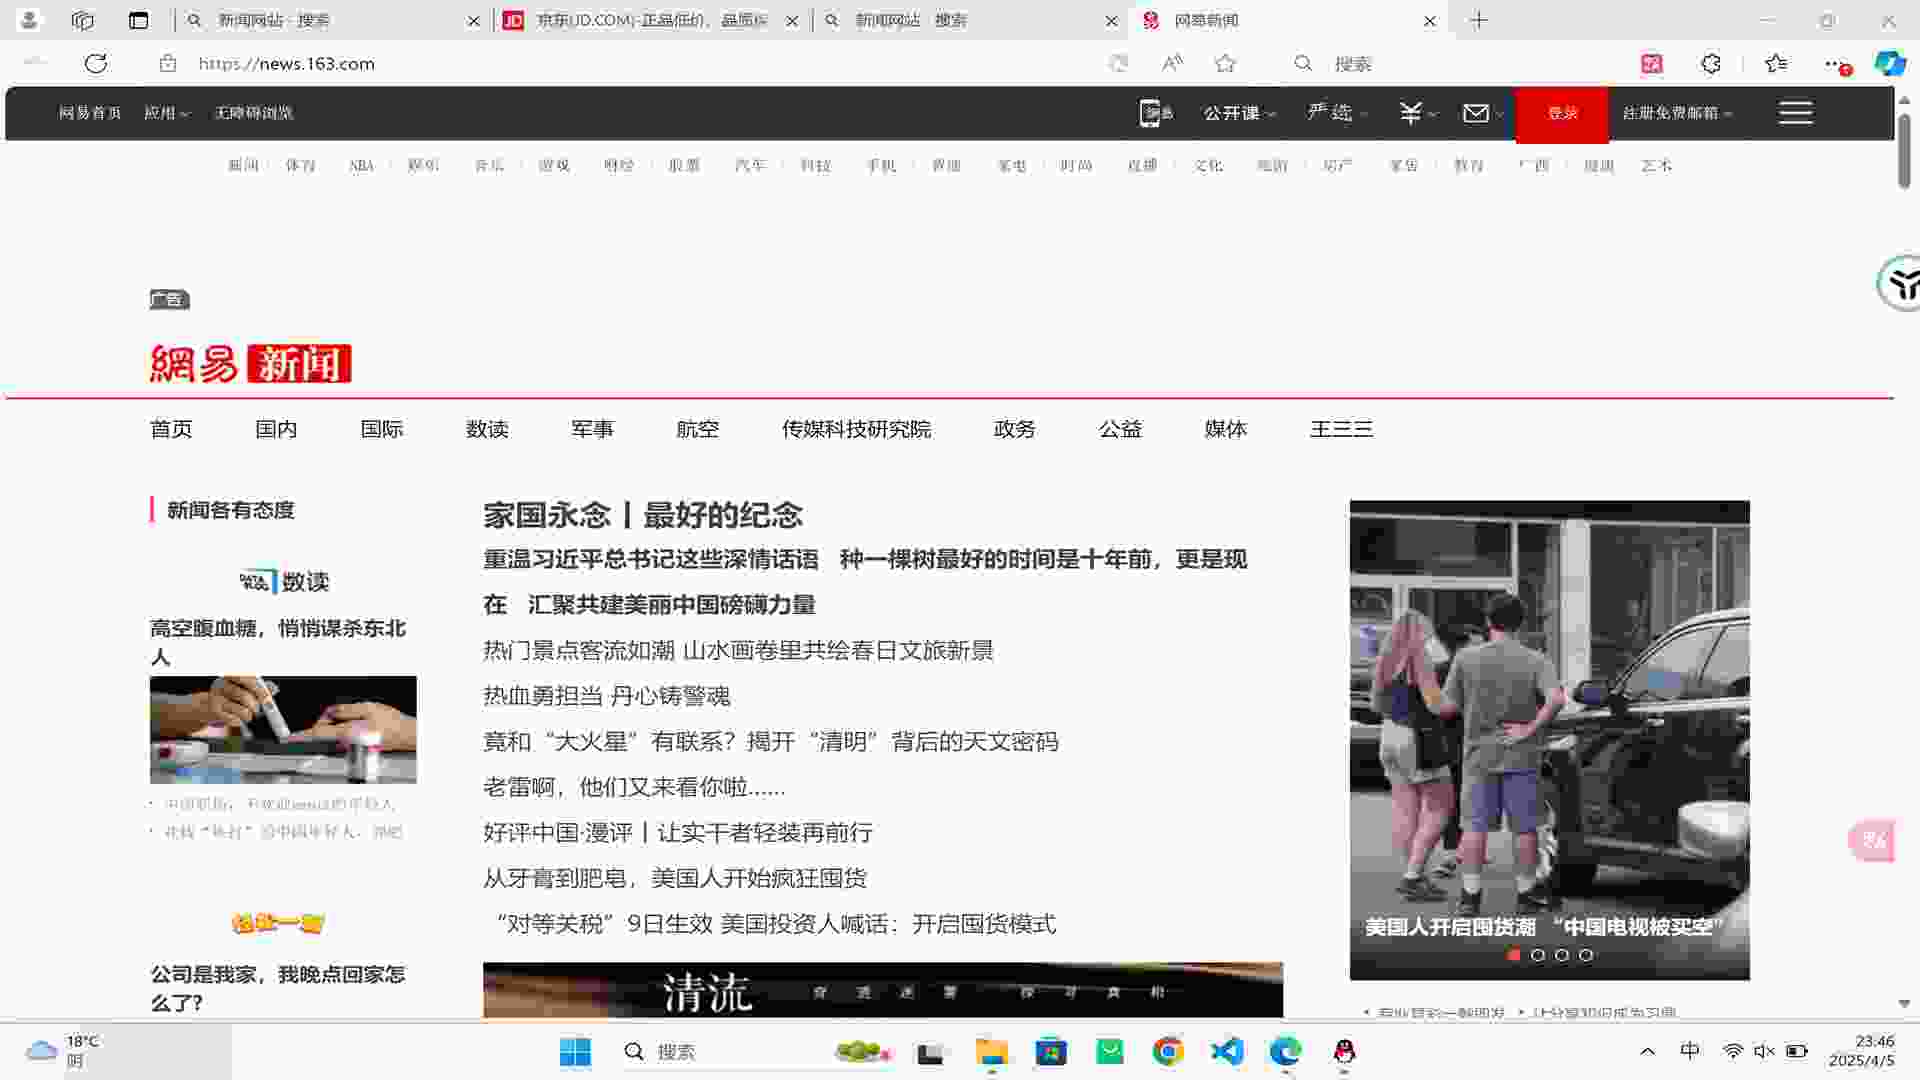 新闻网站 - 搜索
京东(JD.COM)-正品低价、品质
新闻网站 - 搜索
网易新闻
https://news.163.com
搜索
网易首页 应用 无障碍浏览
公开课 严选 登录 注册免费邮箱
新闻 体育 NBA 娱乐 音乐 游戏 财经 股票 汽车 科技 手机 家电 时尚 直播 文化 房产 家居 教育 广西 艺术
广告
網易 新闻
首页 国内 国际 数读 军事 航空 传媒科技研究院 政务 公益 媒体 王三三
新闻各有态度
数读
高空腹血糖，悄悄谋杀东北
人
公司是我家，我晚点回家怎
么了?
家国永念丨最好的纪念
重温习近平总书记这些深情话语 种一棵树最好的时间是十年前，更是现
在 汇聚共建美丽中国磅礴力量
热门景点客流如潮 山水画卷里共绘春日文旅新景
热血勇担当 丹心铸警魂
竟和“大火星”有联系？揭开“清明”背后的天文密码
老雷啊，他们又来看你啦......
好评中国·漫评丨让实干者轻装再前行
从牙膏到肥皂，美国人开始疯狂囤货
“对等关税”9日生效 美国投资人喊话：开启囤货模式
清流
美国人开启囤货潮 “中国电视被买空”
18°C
阴
搜索
中
23:46
2025/4/5